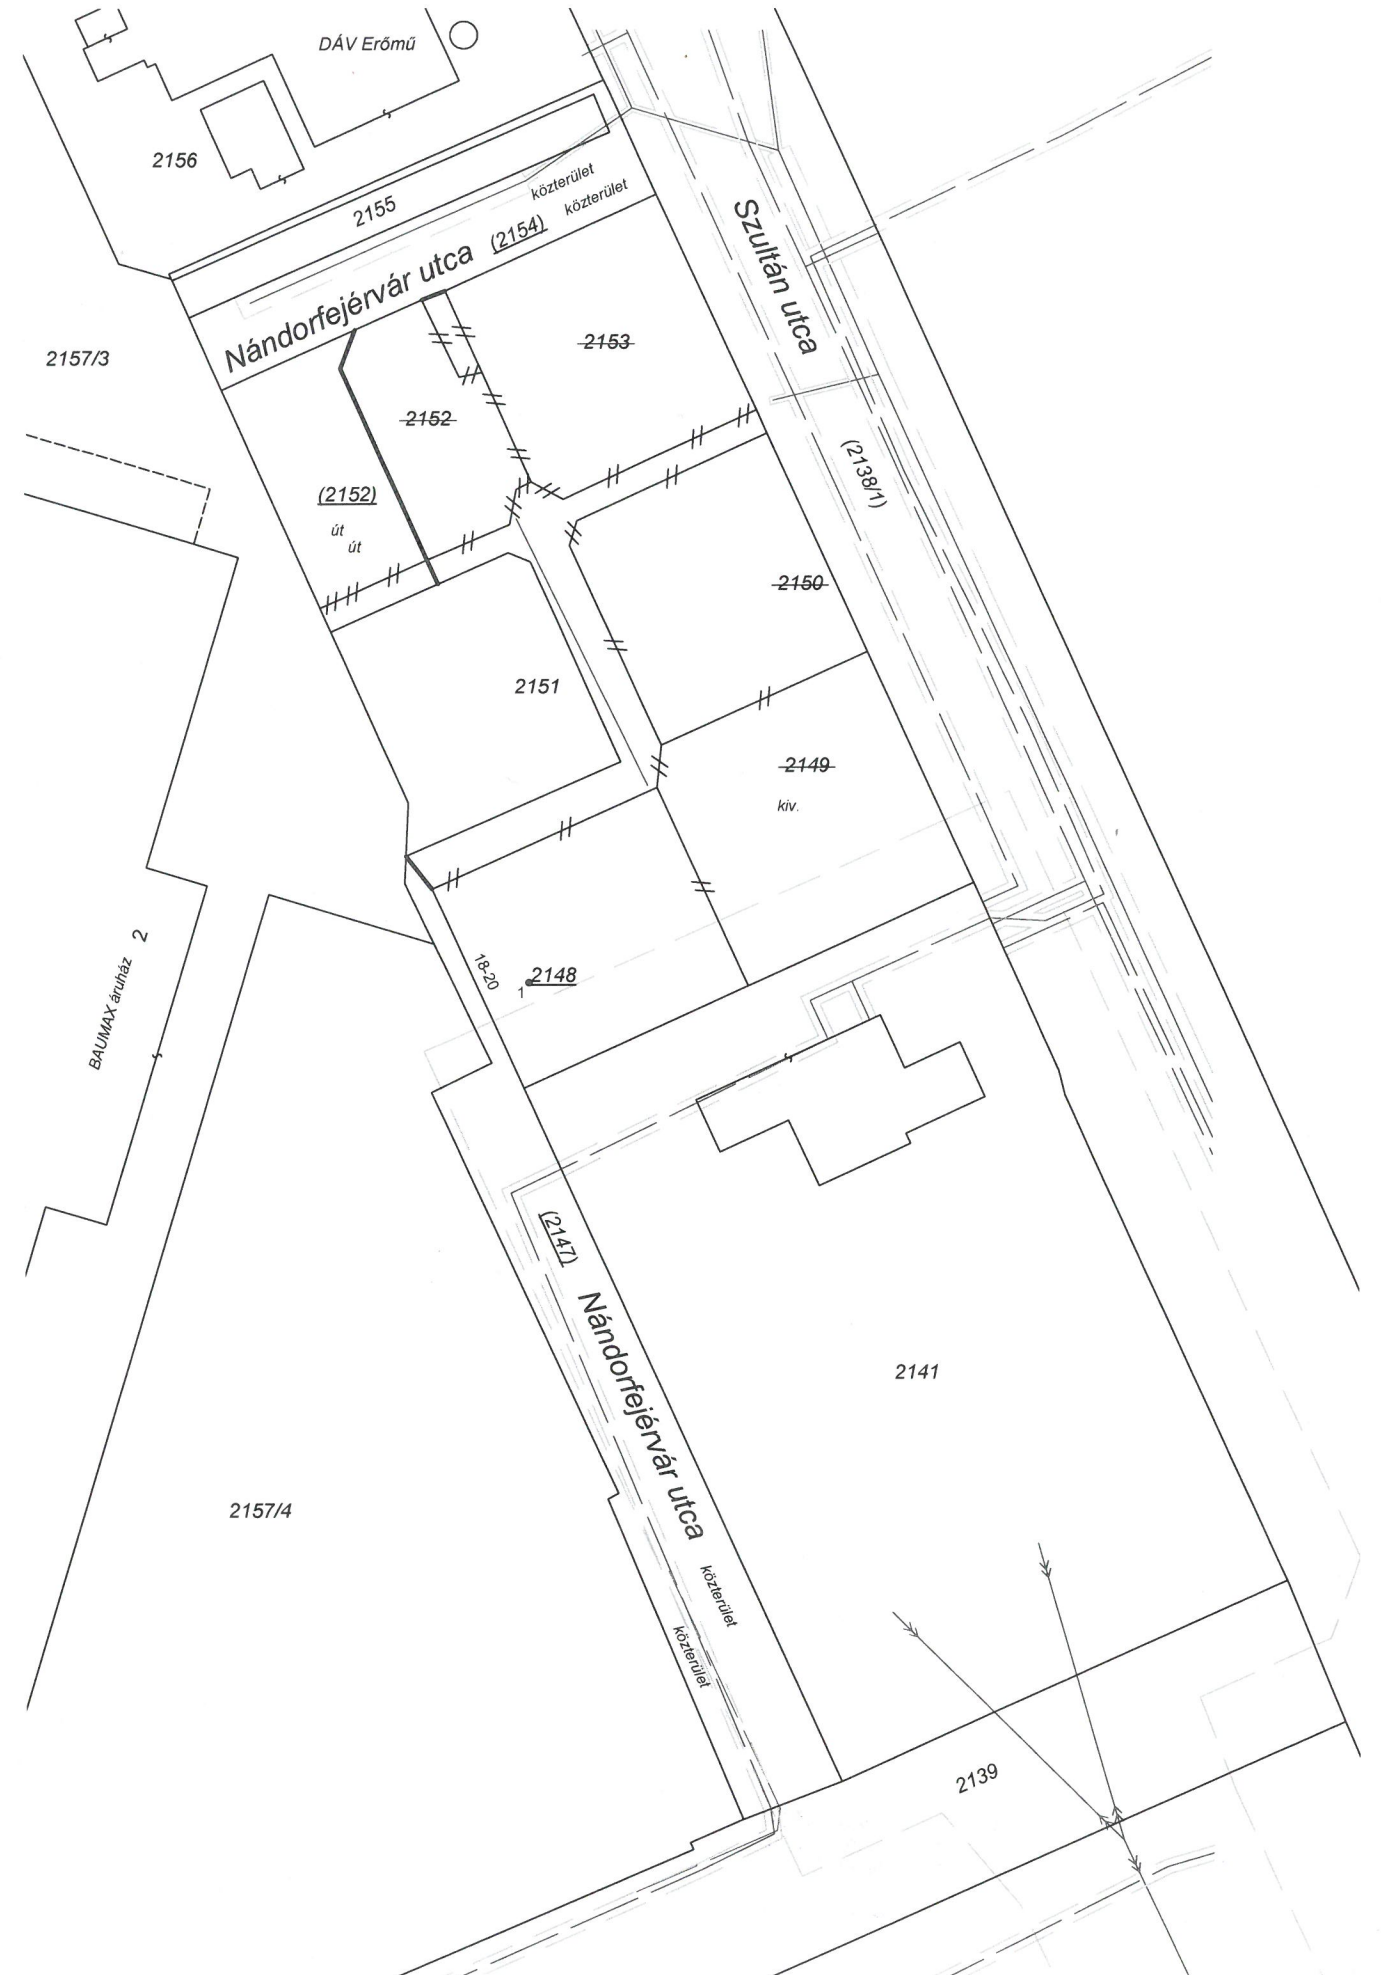 DÁV Erőmű
2156
2155
közterület
közterület
Nándorfejérvár utca (2154)
Szultán utca
2157/3
2153
2152
(2152)
út
út
(2138/1)
2150
2151
2149
kiv.
18-20
1
2148
BAUMAX áruház 2
(2147)
Nándorfejérvár utca
közterület
közterület
2141
2157/4
2139